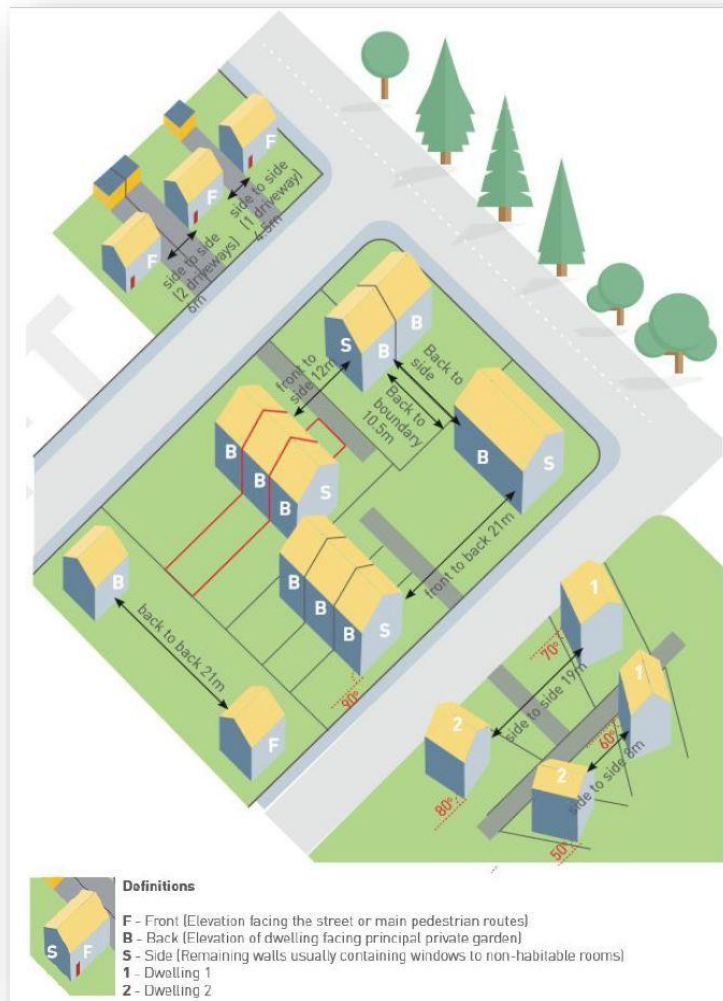 F
F
F
side to side
(1 driveway)
4.5m
side to side
(2 driveways)
6m
S
B
B
front to
side 12m
Back to
side
Back to
boundary
10.5m
B
S
B
B
B
S
front to back 21m
B
B
B
S
90°
B
back to back 21m
F
1
70°
side to side 19m
1
2
60°
side to side 8m
2
80°
50°
Definitions
S
F
F - Front (Elevation facing the street or main pedestrian routes)
B - Back (Elevation of dwelling facing principal private garden)
S - Side (Remaining walls usually containing windows to non-habitable rooms)
1 - Dwelling 1
2 - Dwelling 2